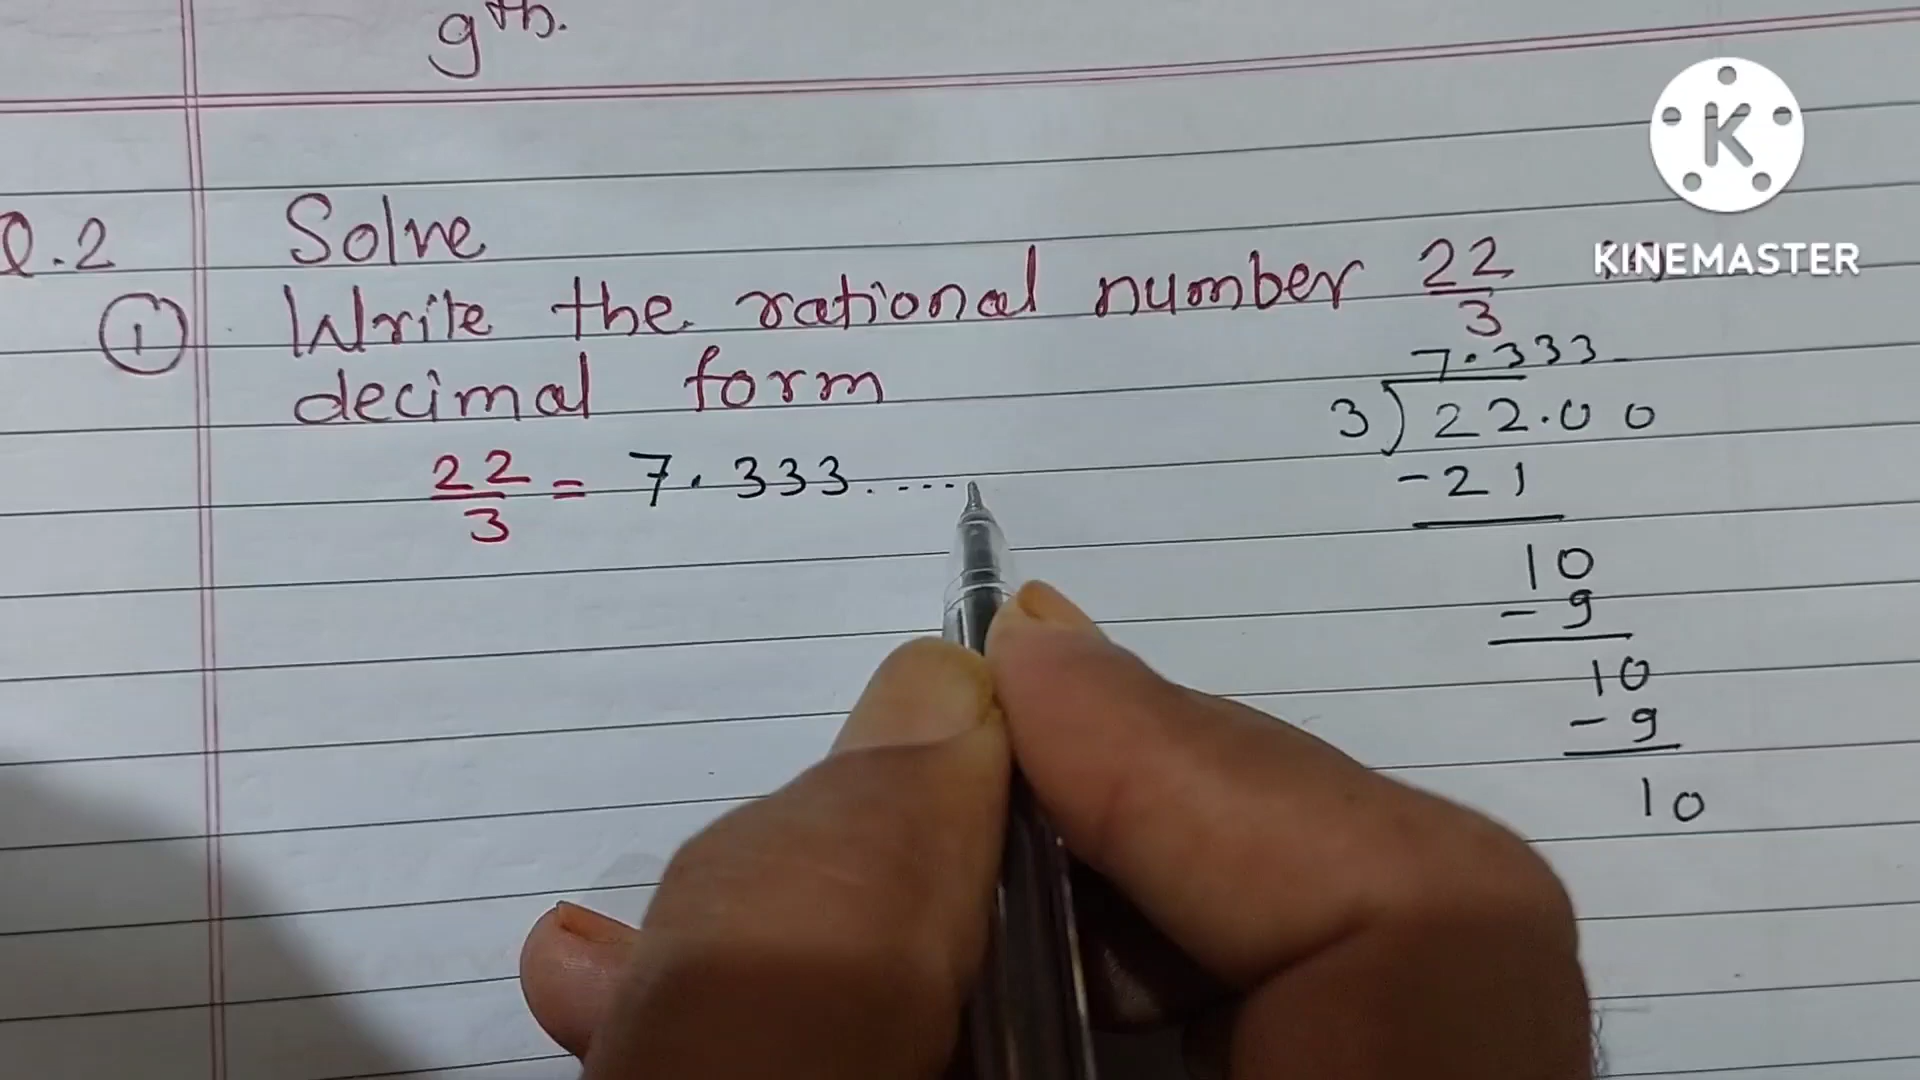 9th.
Q.2 Solve
① Write the rational number 22/3
decimal form
22/3 = 7.333.....
7.333
3)22.00
-21
10
-9
10
-9
10
KINEMASTER